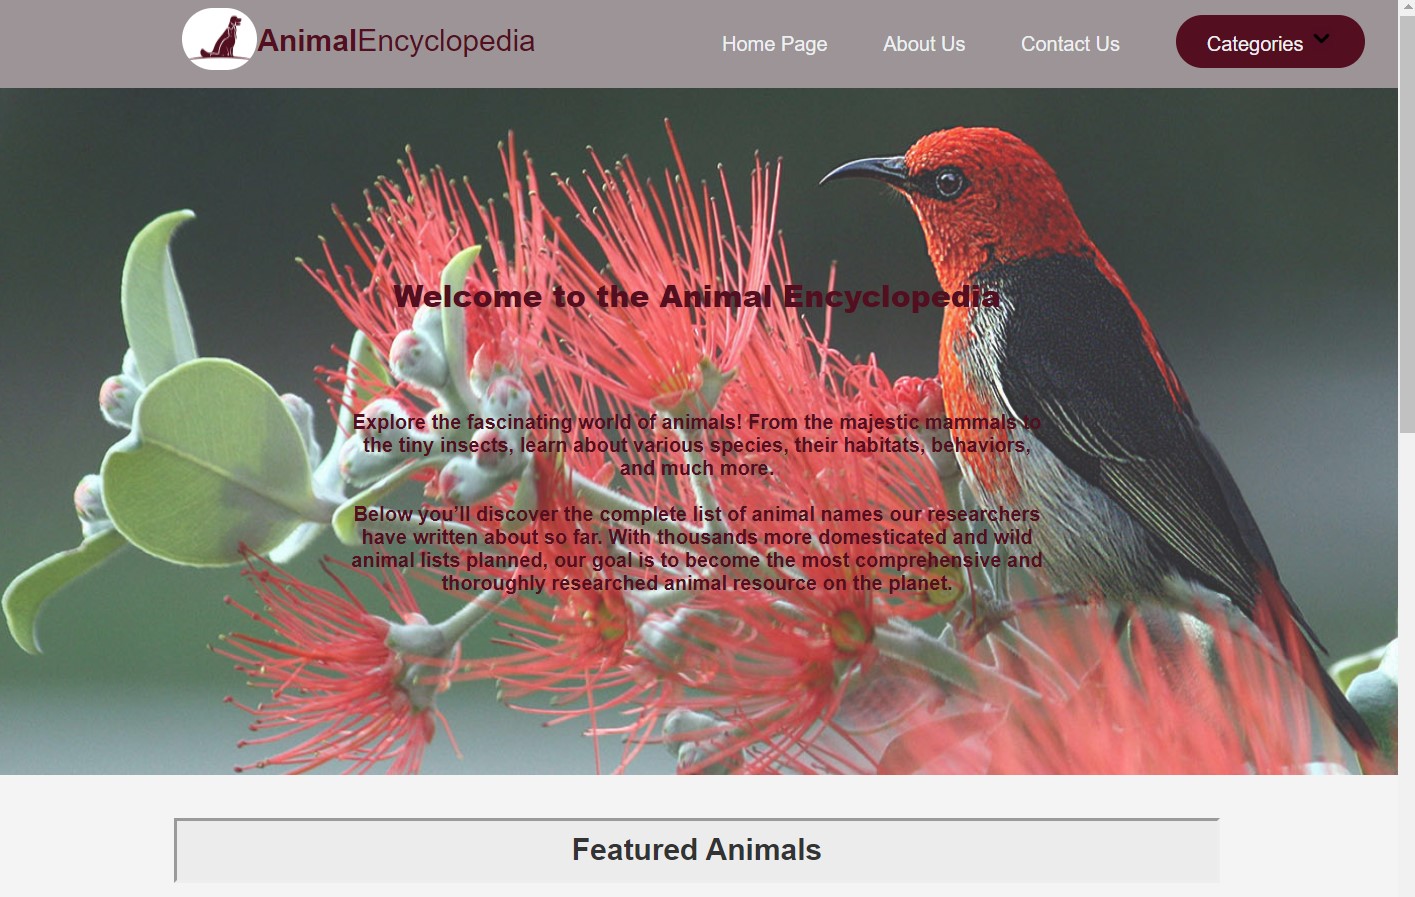 AnimalEncyclopedia
Home Page
About Us
Contact Us
Categories
Welcome to the Animal Encyclopedia
Explore the fascinating world of animals! From the majestic mammals to
the tiny insects, learn about various species, their habitats, behaviors,
and much more.
Below you’ll discover the complete list of animal names our researchers
have written about so far. With thousands more domesticated and wild
animal lists planned, our goal is to become the most comprehensive and
thoroughly researched animal resource on the planet.
Featured Animals